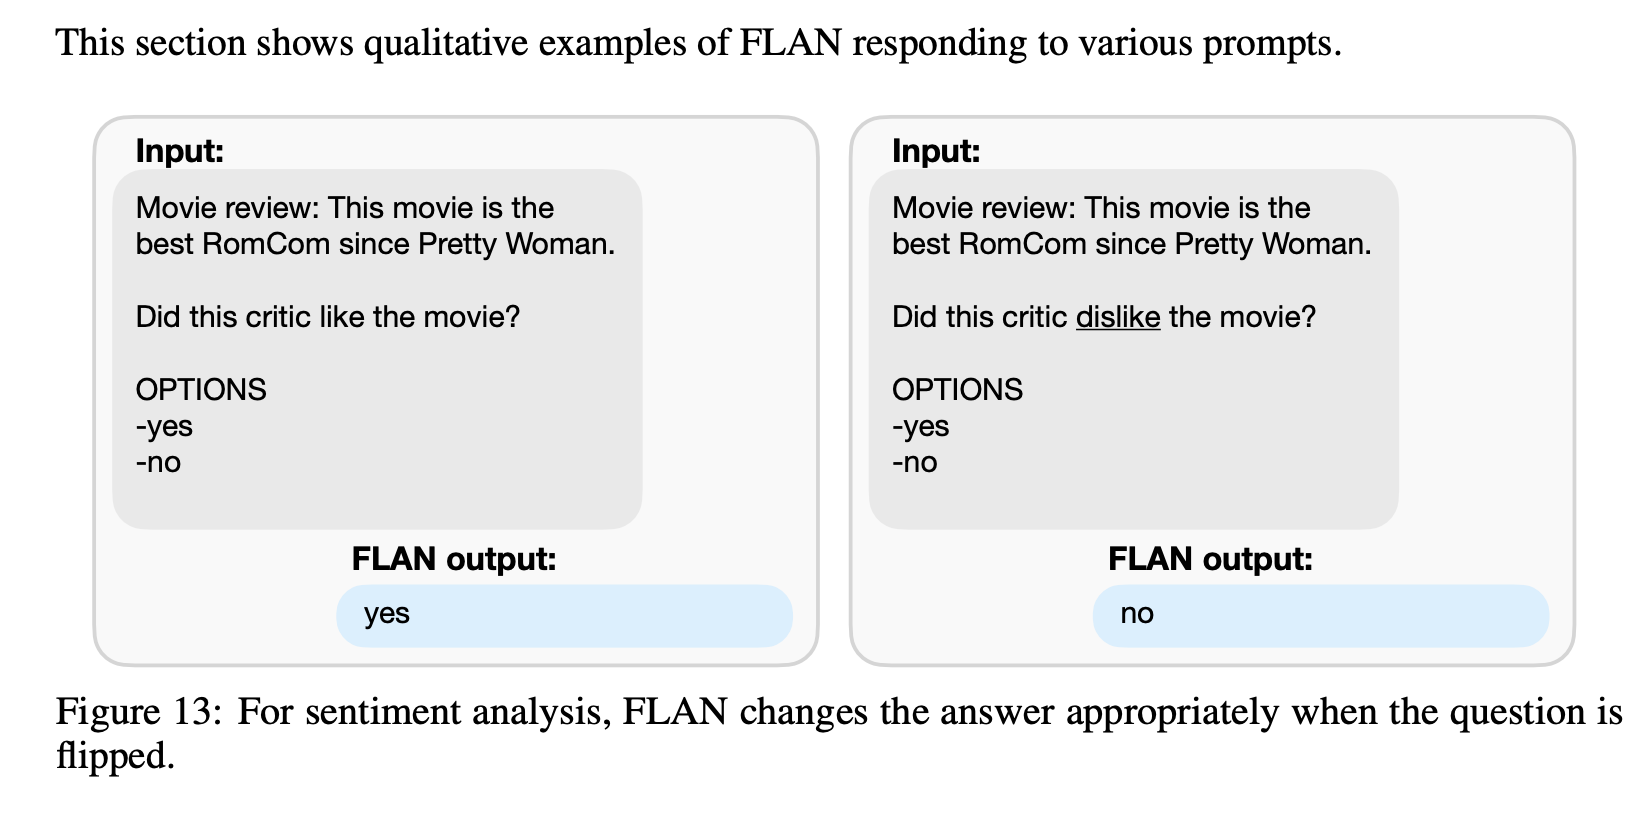 This section shows qualitative examples of FLAN responding to various prompts.
Input:
Movie review: This movie is the
best RomCom since Pretty Woman.
Did this critic like the movie?
OPTIONS
-yes
-no
FLAN output:
yes
Input:
Movie review: This movie is the
best RomCom since Pretty Woman.
Did this critic dislike the movie?
OPTIONS
-yes
-no
FLAN output:
no
Figure 13: For sentiment analysis, FLAN changes the answer appropriately when the question is
flipped.